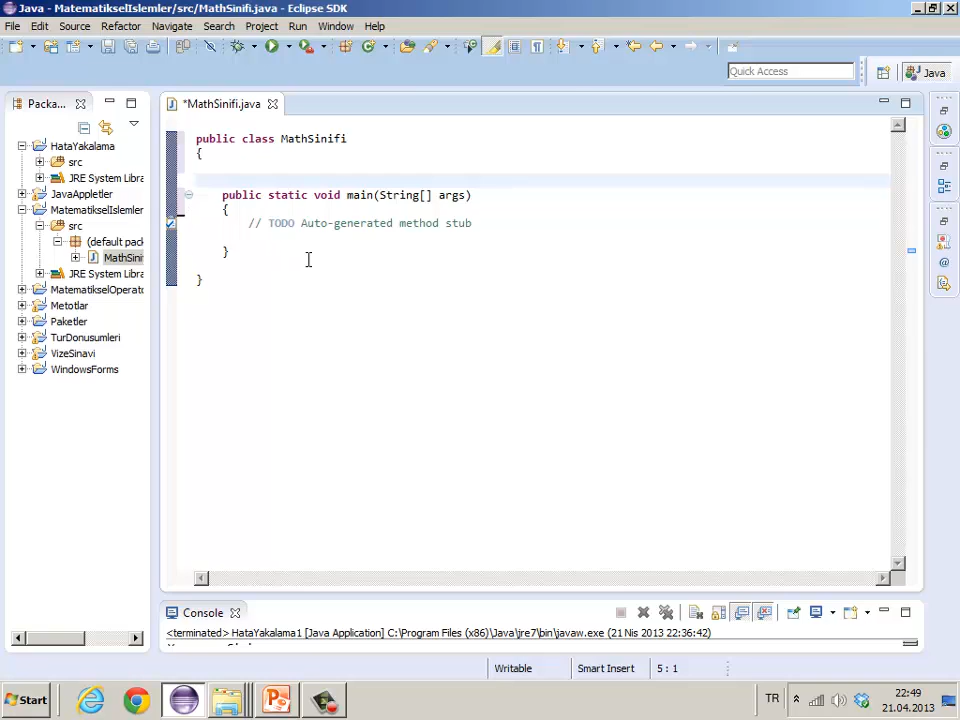 Java - MatematikselIslemler/src/MathSinifi.java - Eclipse SDK
File Edit Source Refactor Navigate Search Project Run Window Help
Quick Access
Java
Packa...
*MathSinifi.java
HataYakalama
src
JRE System Libra
JavaAppletler
MatematikselIslemler
src
(default pack
MathSinif
JRE System Libra
MatematikselOperato
Metotlar
Paketler
TurDonusumleri
VizeSinavi
WindowsForms
public class MathSinifi
{
public static void main(String[] args)
{
// TODO Auto-generated method stub
}
}
Console
<terminated> HataYakalama1 [Java Application] C:\Program Files (x86)\Java\jre7\bin\javaw.exe (21 Nis 2013 22:36:42)
Writable
Smart Insert
5 : 1
Start
TR
22:49
21.04.2013